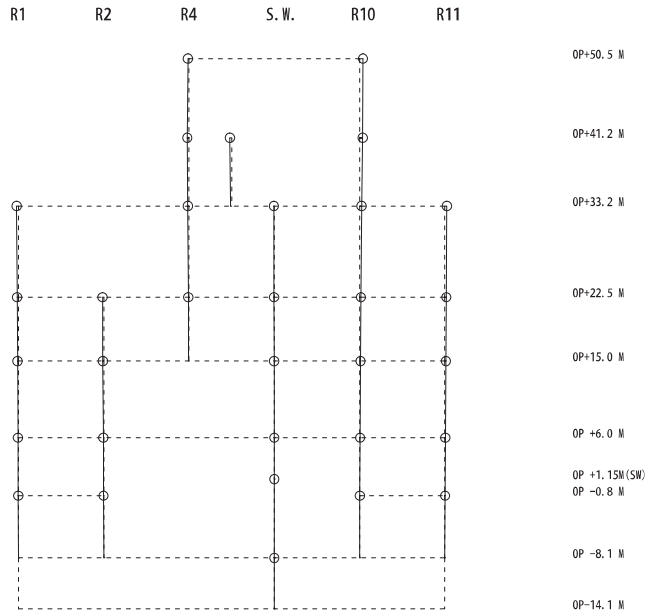 R1 R2 R4 S.W. R10 R11
OP+50.5 M
OP+41.2 M
OP+33.2 M
OP+22.5 M
OP+15.0 M
OP +6.0 M
OP +1.15M(SW)
OP -0.8 M
OP -8.1 M
OP-14.1 M